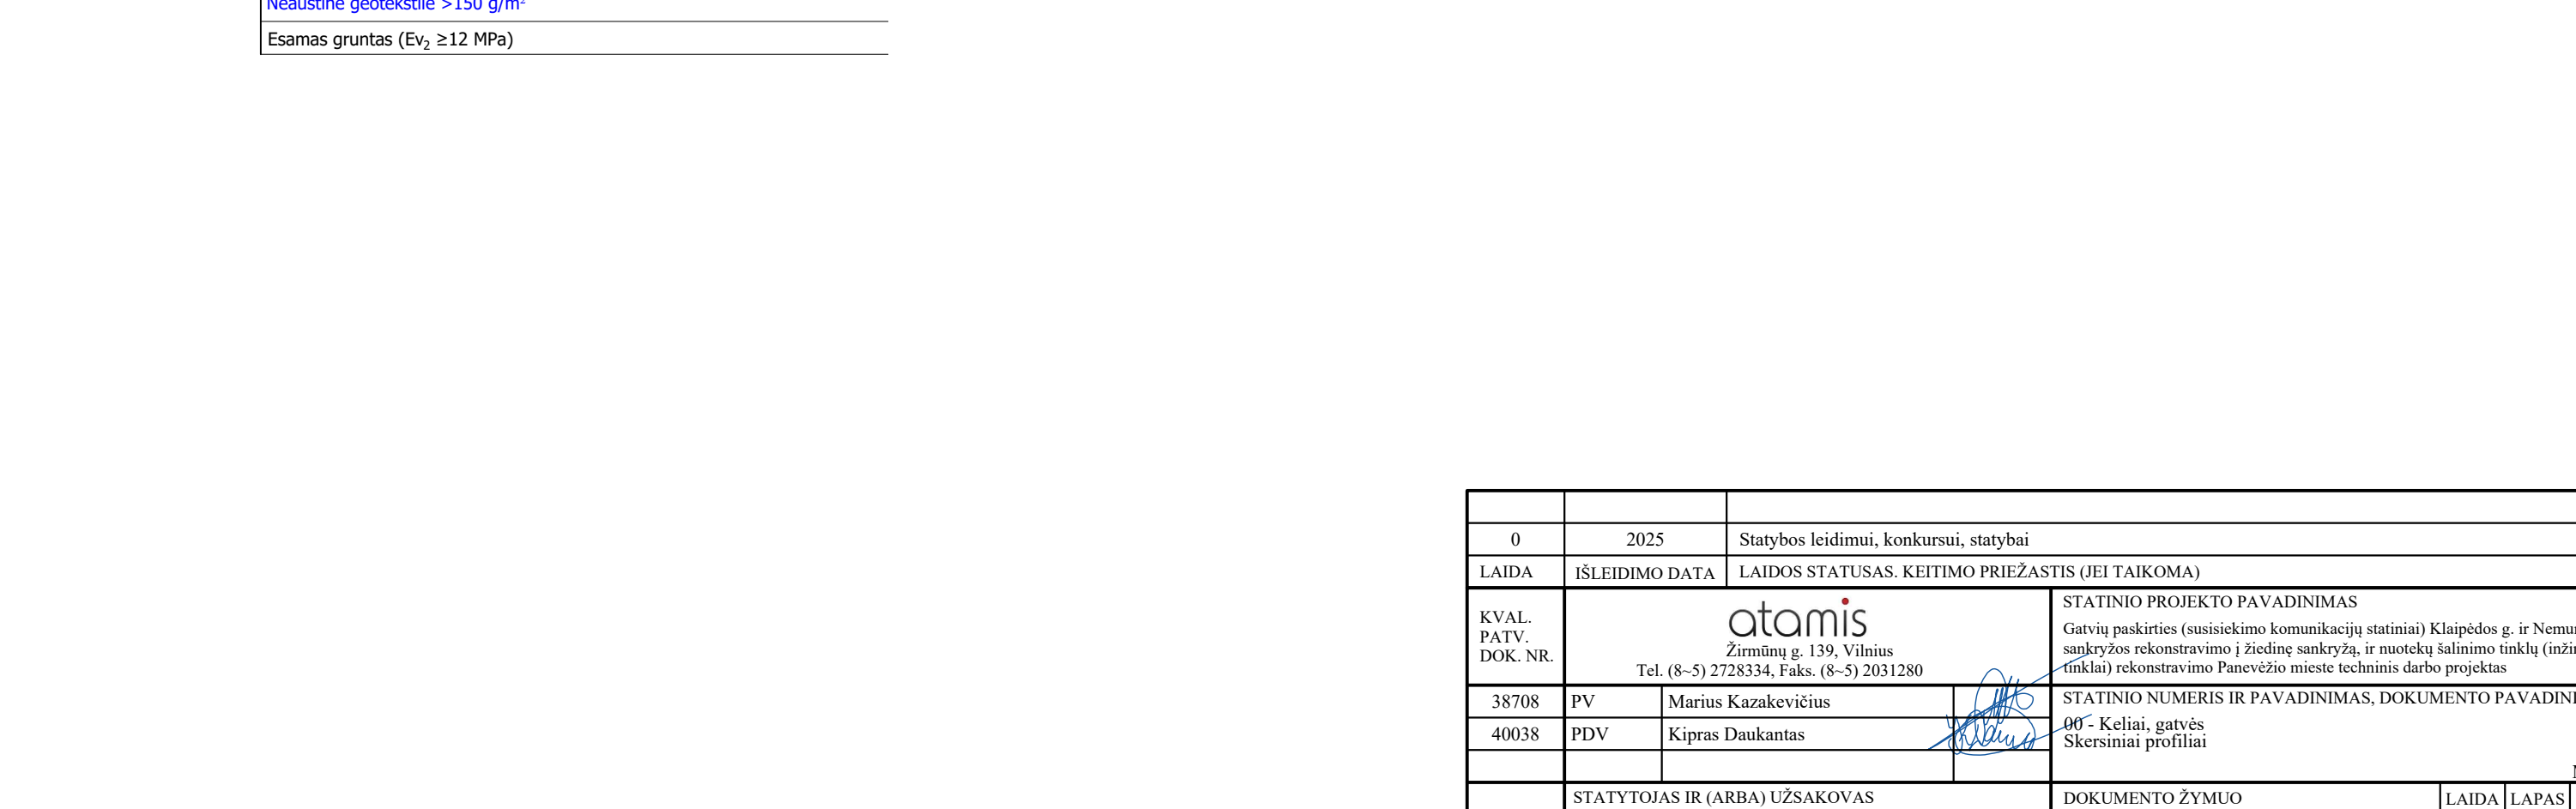 Neaustinė geotekstilė >150 g/m²
Esamas gruntas (Ev₂ ≥12 MPa)
0 2025 Statybos leidimui, konkursui, statybai
LAIDA IŠLEIDIMO DATA LAIDOS STATUSAS. KEITIMO PRIEŽASTIS (JEI TAIKOMA)
KVAL.
PATV.
DOK. NR.
atamis
Žirmūnų g. 139, Vilnius
Tel. (8~5) 2728334, Faks. (8~5) 2031280
STATINIO PROJEKTO PAVADINIMAS
Gatvių paskirties (susisiekimo komunikacijų statiniai) Klaipėdos g. ir
sankryžos rekonstravimo į žiedinę sankryžą, ir nuotekų šalinimo tinklų
tinklai) rekonstravimo Panevėžio mieste techninis darbo projektas
38708 PV Marius Kazakevičius
40038 PDV Kipras Daukantas
STATINIO NUMERIS IR PAVADINIMAS, DOKUMENTO
00 - Keliai, gatvės
Skersiniai profiliai
STATYTOJAS IR (ARBA) UŽSAKOVAS
DOKUMENTO ŽYMUO LAIDA LAPAS